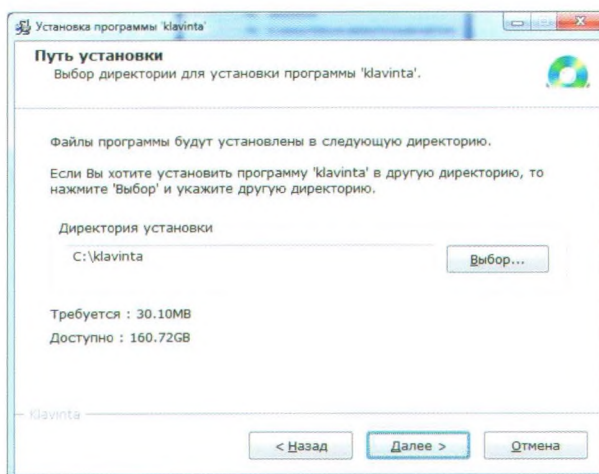 Установка программы 'klavinta'
Путь установки
Выбор директории для установки программы 'klavinta'.
Файлы программы будут установлены в следующую директорию.
Если Вы хотите установить программу 'klavinta' в другую директорию, то
нажмите 'Выбор' и укажите другую директорию.
Директория установки
C:\klavinta
Выбор...
Требуется : 30.10MB
Доступно : 160.72GB
Klavinta
< Назад
Далее >
Отмена